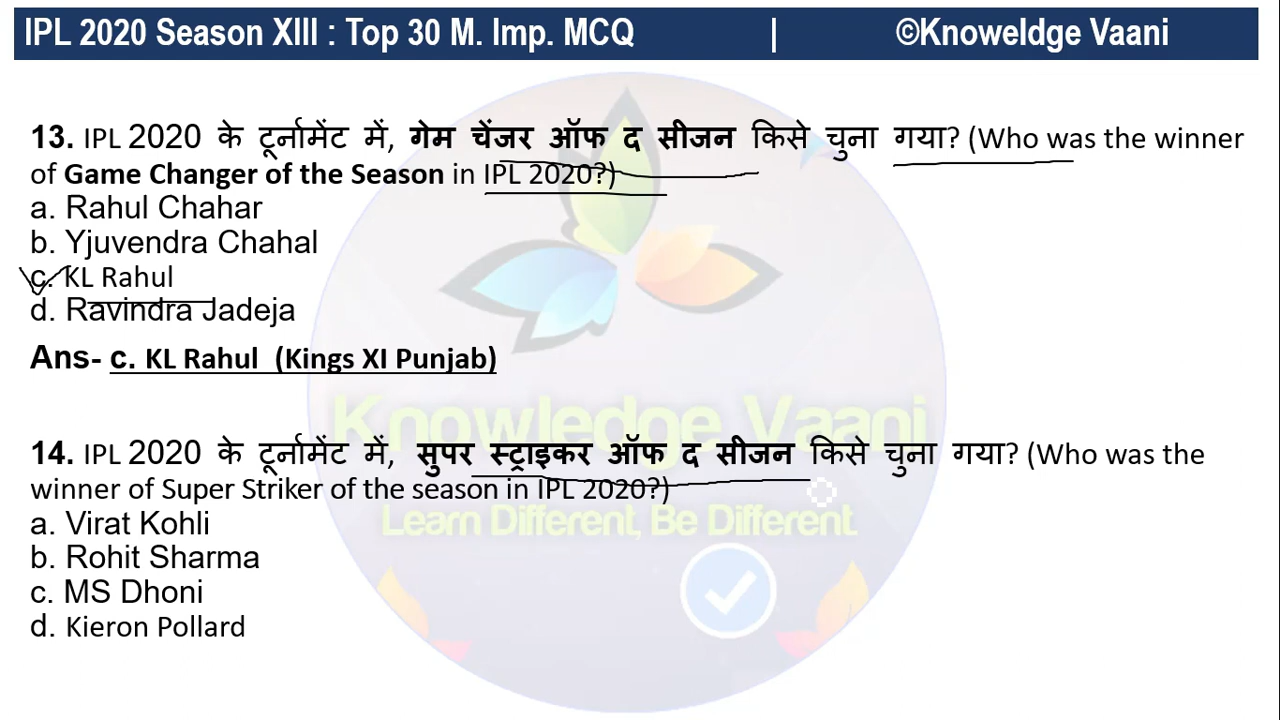 IPL 2020 Season XIII : Top 30 M. Imp. MCQ | ©Knoweldge Vaani
13. IPL 2020 के टूर्नामेंट में, गेम चेंजर ऑफ द सीजन किसे चुना गया? (Who was the winner
of Game Changer of the Season in IPL 2020?)
a. Rahul Chahar
b. Yjuvendra Chahal
c. KL Rahul
d. Ravindra Jadeja
Ans- c. KL Rahul (Kings XI Punjab)
Knowledge Vaani
14. IPL 2020 के टूर्नामेंट में, सुपर स्ट्राइकर ऑफ द सीजन किसे चुना गया? (Who was the
winner of Super Striker of the season in IPL 2020?)
Learn Different, Be Different
a. Virat Kohli
b. Rohit Sharma
c. MS Dhoni
d. Kieron Pollard